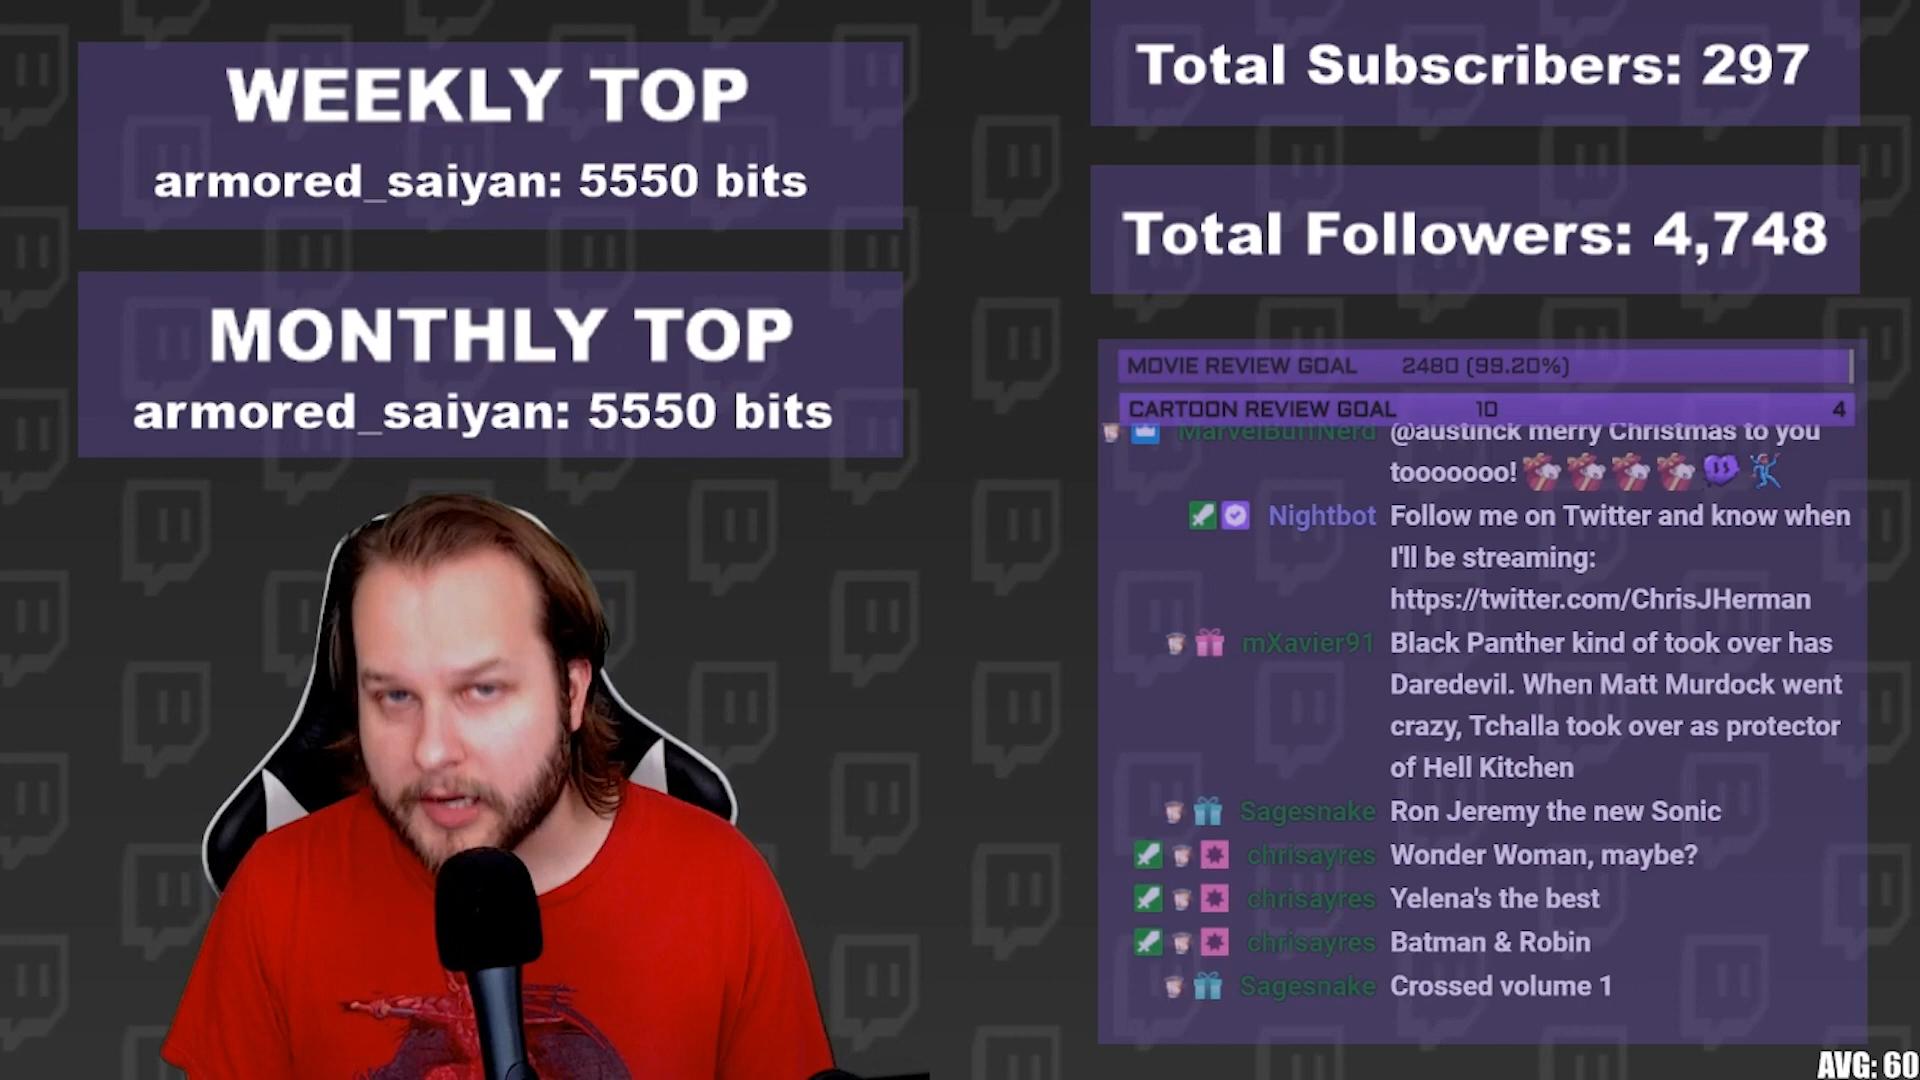 WEEKLY TOP
armored_saiyan: 5550 bits
MONTHLY TOP
armored_saiyan: 5550 bits
Total Subscribers: 297
Total Followers: 4,748
MOVIE REVIEW GOAL 2480 (99.20%)
CARTOON REVIEW GOAL 10 4
MarvelBuffNerd @austinck merry Christmas to you
tooooooo!
Nightbot Follow me on Twitter and know when
I'll be streaming:
https://twitter.com/ChrisJHerman
mXavier91 Black Panther kind of took over has
Daredevil. When Matt Murdock went
crazy, Tchalla took over as protector
of Hell Kitchen
Sagesnake Ron Jeremy the new Sonic
chrisayres Wonder Woman, maybe?
chrisayres Yelena's the best
chrisayres Batman & Robin
Sagesnake Crossed volume 1
AVG: 60